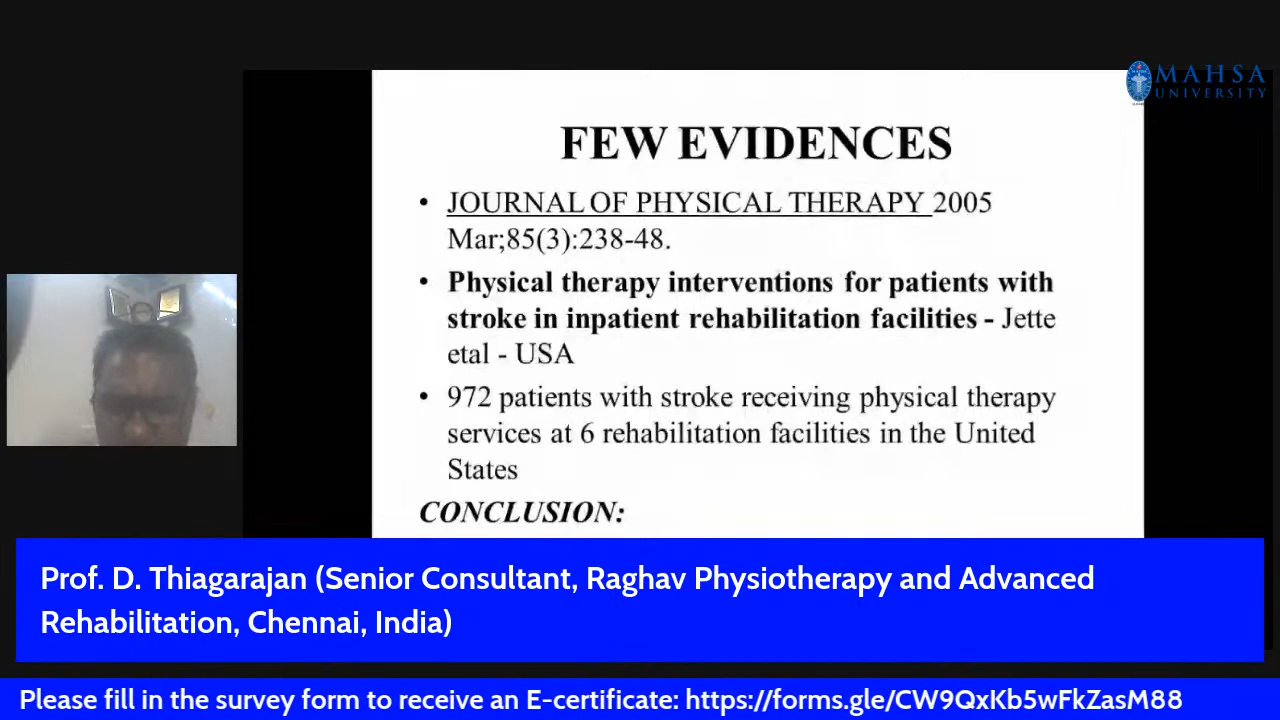 MAHSA
UNIVERSITY
FEW EVIDENCES
• JOURNAL OF PHYSICAL THERAPY 2005
Mar;85(3):238-48.
• Physical therapy interventions for patients with
stroke in inpatient rehabilitation facilities - Jette
etal - USA
• 972 patients with stroke receiving physical therapy
services at 6 rehabilitation facilities in the United
States
CONCLUSION:
Prof. D. Thiagarajan (Senior Consultant, Raghav Physiotherapy and Advanced
Rehabilitation, Chennai, India)
Please fill in the survey form to receive an E-certificate: https://forms.gle/CW9QxKb5wFkZasM88